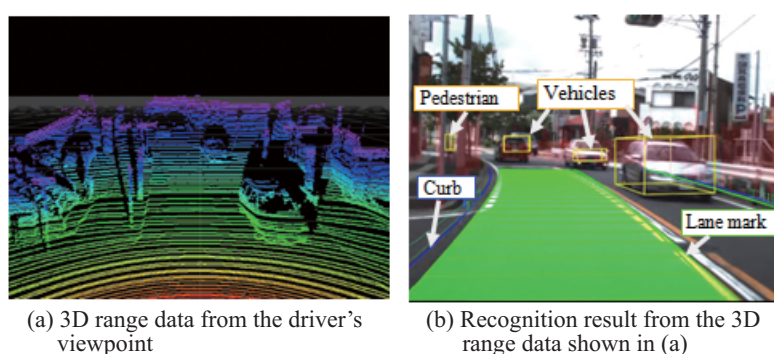 Pedestrian
Vehicles
Curb
Lane mark
(a) 3D range data from the driver's
viewpoint
(b) Recognition result from the 3D
range data shown in (a)